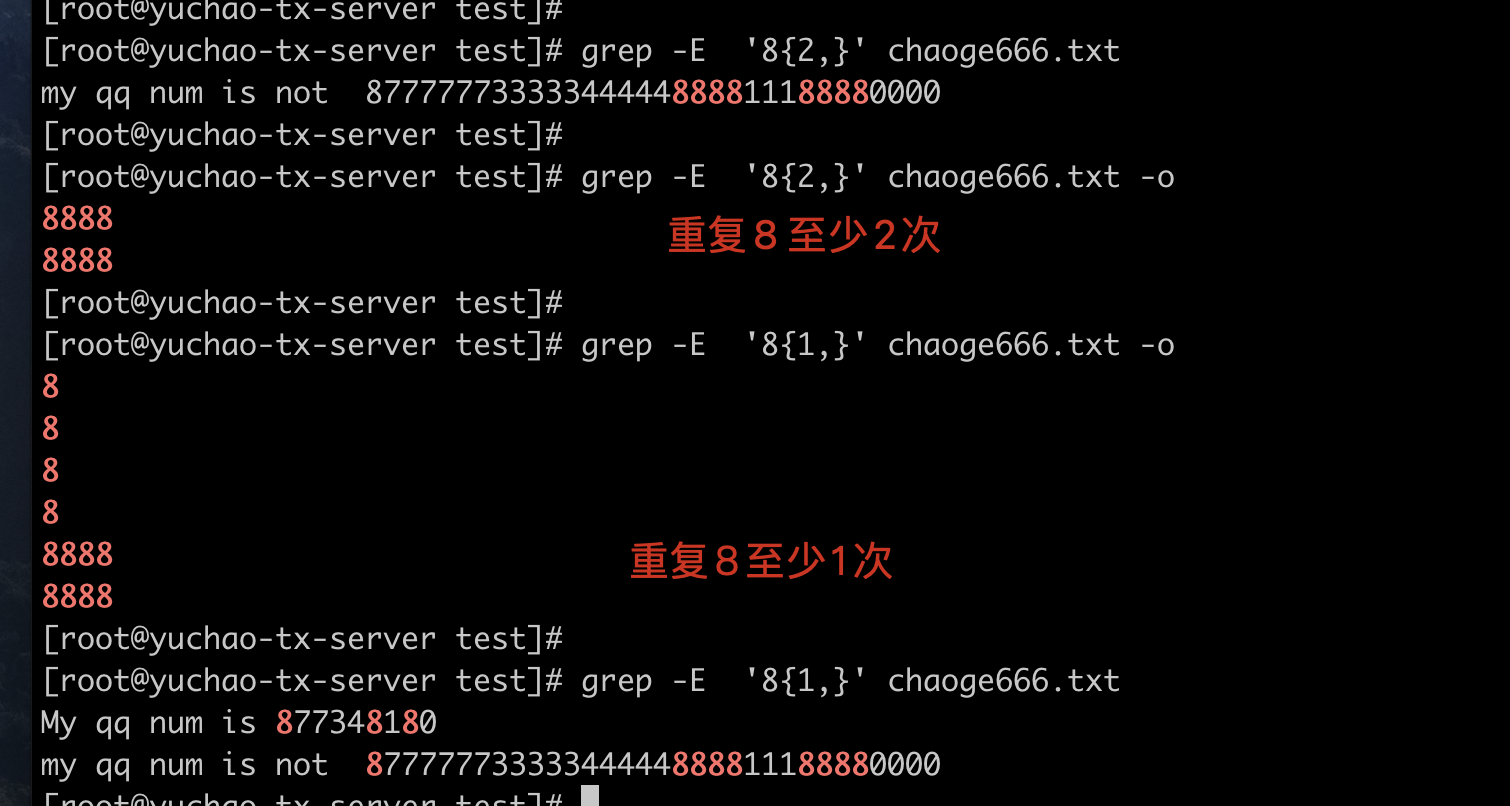 [root@yuchao-tx-server test]#
[root@yuchao-tx-server test]# grep -E  '8{2,}' chaoge666.txt
my qq num is not  87777773333344444888811188880000
[root@yuchao-tx-server test]#
[root@yuchao-tx-server test]# grep -E  '8{2,}' chaoge666.txt -o
8888
重复8至少2次
8888
[root@yuchao-tx-server test]#
[root@yuchao-tx-server test]# grep -E  '8{1,}' chaoge666.txt -o
8
8
8
8
8888
重复8至少1次
8888
[root@yuchao-tx-server test]#
[root@yuchao-tx-server test]# grep -E  '8{1,}' chaoge666.txt
My qq num is 877348180
my qq num is not  87777773333344444888811188880000
[root@yuchao-tx-server test]#